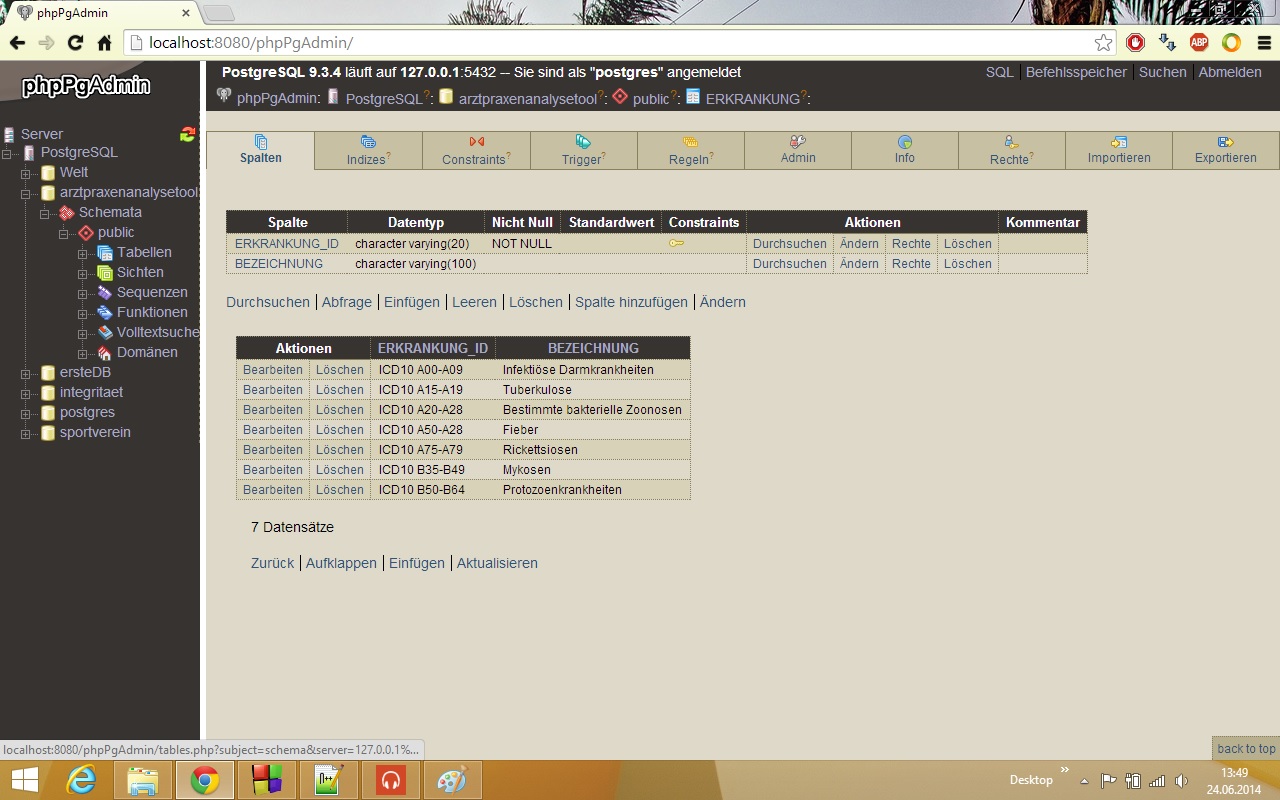 phpPgAdmin
localhost:8080/phpPgAdmin/
ABP
phpPgAdmin
PostgreSQL 9.3.4 läuft auf 127.0.0.1:5432 -- Sie sind als "postgres" angemeldet
SQL | Befehlsspeicher | Suchen | Abmelden
phpPgAdmin: PostgreSQL?: arztpraxenanalysetool?: public?: ERKRANKUNG?:
Server
PostgreSQL
Welt
arztpraxenanalysetool
Schemata
public
Tabellen
Sichten
Sequenzen
Funktionen
Volltextsuche
Domänen
ersteDB
integritaet
postgres
sportverein
Spalten Indizes? Constraints? Trigger? Regeln? Admin Info Rechte? Importieren Exportieren
Spalte Datentyp Nicht Null Standardwert Constraints Aktionen Kommentar
ERKRANKUNG_ID character varying(20) NOT NULL Durchsuchen Ändern Rechte Löschen
BEZEICHNUNG character varying(100) Durchsuchen Ändern Rechte Löschen
Durchsuchen | Abfrage | Einfügen | Leeren | Löschen | Spalte hinzufügen | Ändern
Aktionen ERKRANKUNG_ID BEZEICHNUNG
Bearbeiten Löschen ICD10 A00-A09 Infektiöse Darmkrankheiten
Bearbeiten Löschen ICD10 A15-A19 Tuberkulose
Bearbeiten Löschen ICD10 A20-A28 Bestimmte bakterielle Zoonosen
Bearbeiten Löschen ICD10 A50-A28 Fieber
Bearbeiten Löschen ICD10 A75-A79 Rickettsiosen
Bearbeiten Löschen ICD10 B35-B49 Mykosen
Bearbeiten Löschen ICD10 B50-B64 Protozoenkrankheiten
7 Datensätze
Zurück | Aufklappen | Einfügen | Aktualisieren
localhost:8080/phpPgAdmin/tables.php?subject=schema&server=127.0.0.1%...
back to top
Desktop
13:49
24.06.2014